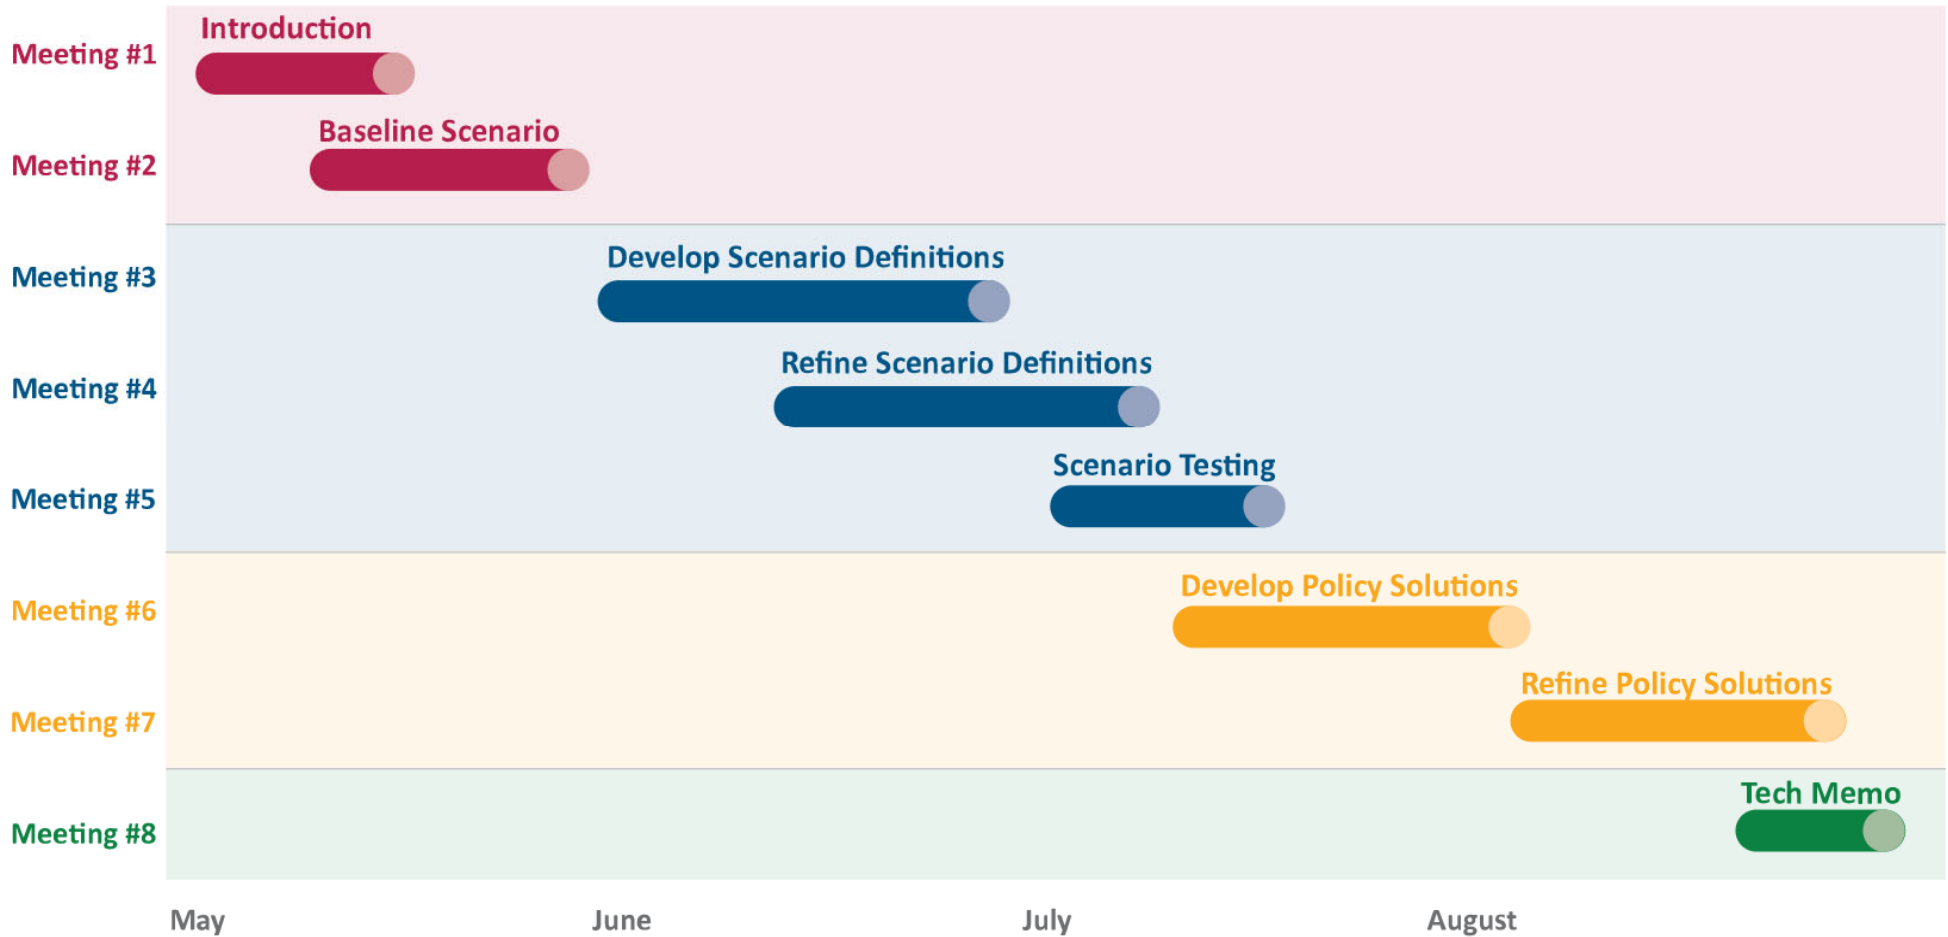 Introduction
Meeting #1
Baseline Scenario
Meeting #2
Develop Scenario Definitions
Meeting #3
Refine Scenario Definitions
Meeting #4
Scenario Testing
Meeting #5
Develop Policy Solutions
Meeting #6
Refine Policy Solutions
Meeting #7
Tech Memo
Meeting #8
May June July August